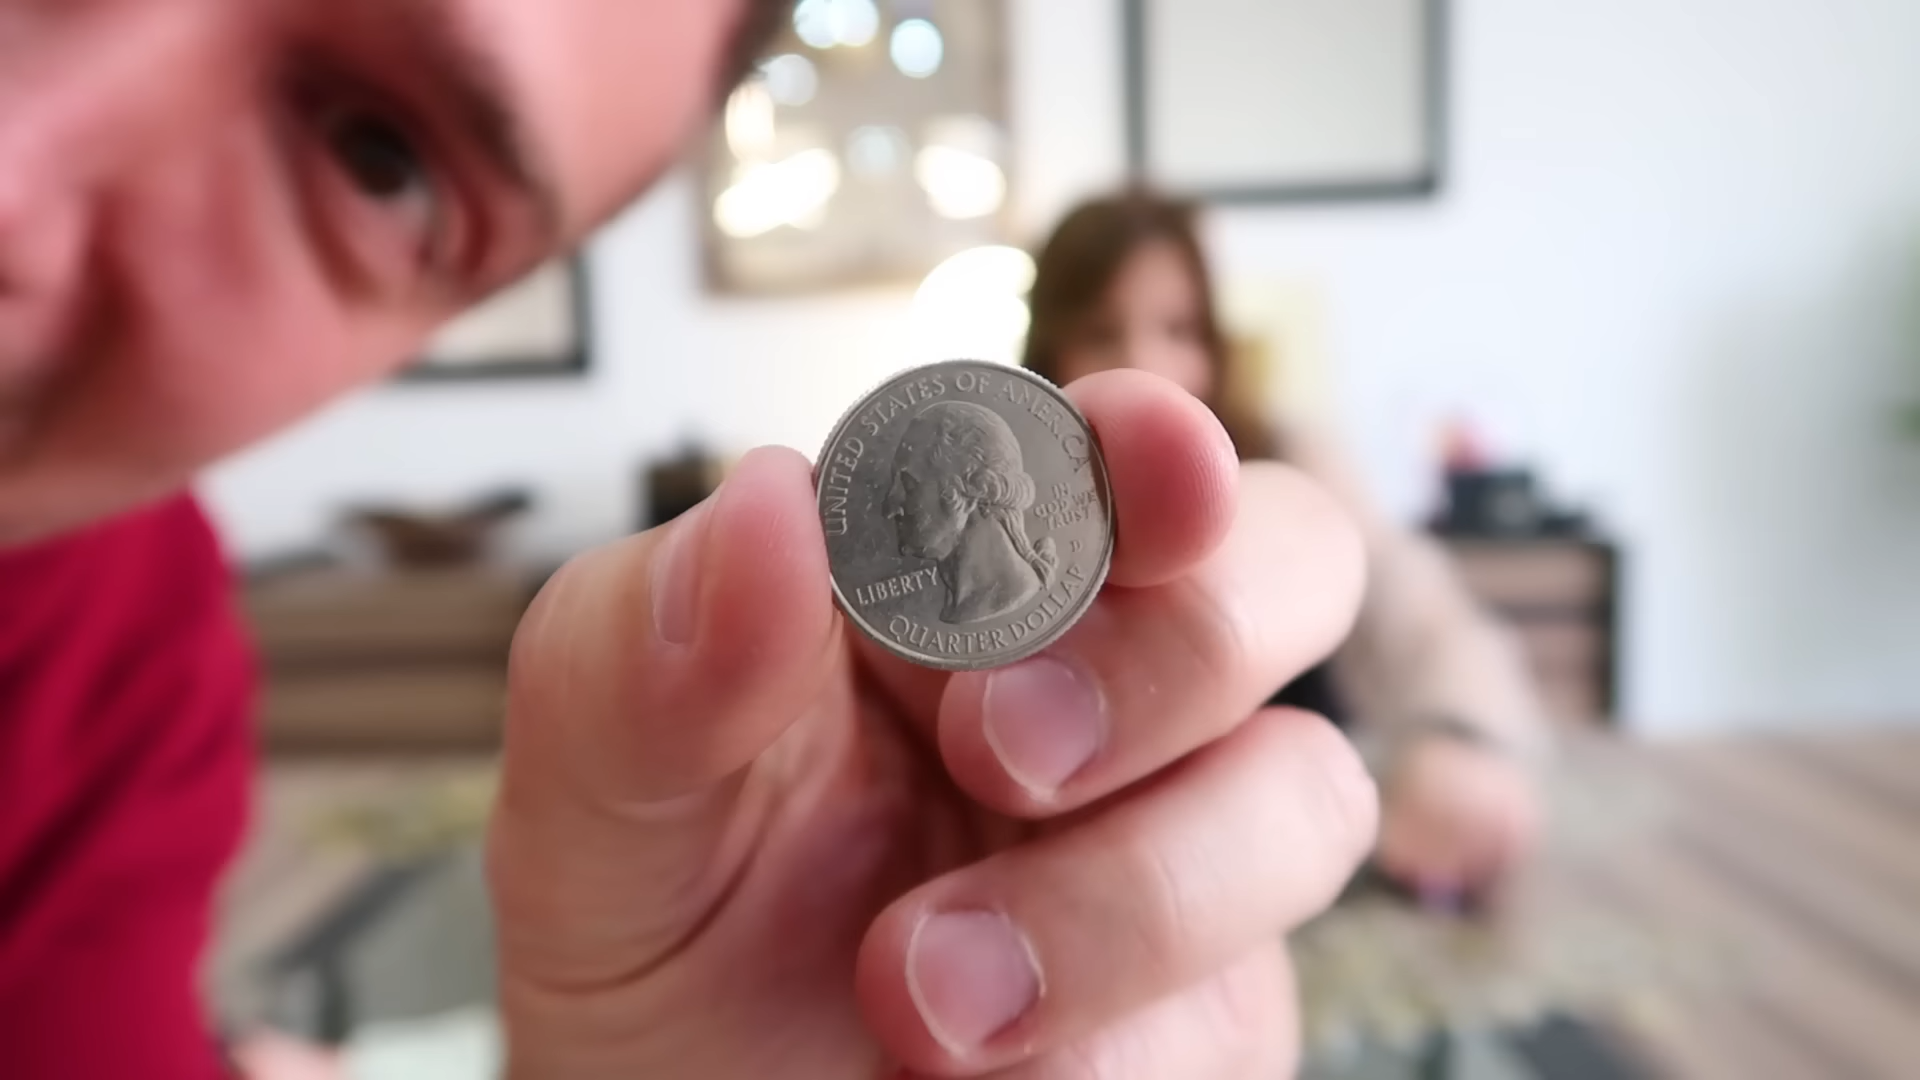 UNITED STATES OF AMERICA
IN
GOD WE
TRUST
D
LIBERTY
QUARTER DOLLAR